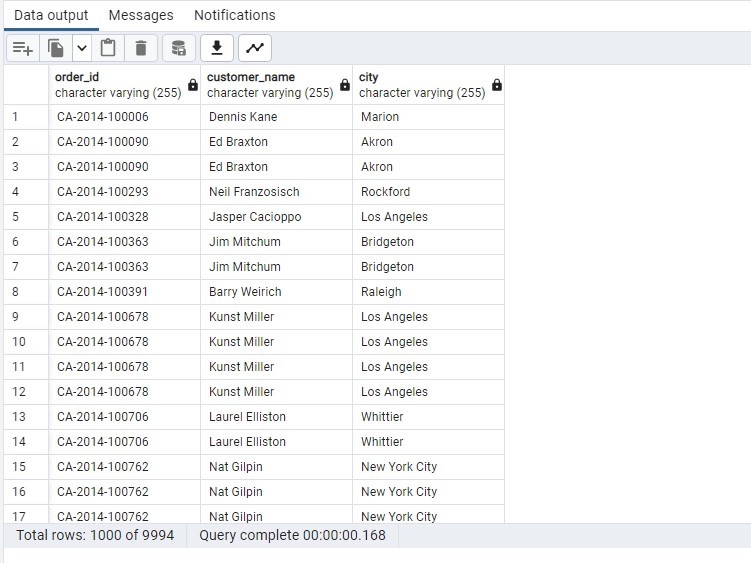 Data output Messages Notifications
order_id customer_name city
character varying (255) character varying (255) character varying (255)
1 CA-2014-100006 Dennis Kane Marion
2 CA-2014-100090 Ed Braxton Akron
3 CA-2014-100090 Ed Braxton Akron
4 CA-2014-100293 Neil Franzosisch Rockford
5 CA-2014-100328 Jasper Cacioppo Los Angeles
6 CA-2014-100363 Jim Mitchum Bridgeton
7 CA-2014-100363 Jim Mitchum Bridgeton
8 CA-2014-100391 Barry Weirich Raleigh
9 CA-2014-100678 Kunst Miller Los Angeles
10 CA-2014-100678 Kunst Miller Los Angeles
11 CA-2014-100678 Kunst Miller Los Angeles
12 CA-2014-100678 Kunst Miller Los Angeles
13 CA-2014-100706 Laurel Elliston Whittier
14 CA-2014-100706 Laurel Elliston Whittier
15 CA-2014-100762 Nat Gilpin New York City
16 CA-2014-100762 Nat Gilpin New York City
17 CA-2014-100762 Nat Gilpin New York City
Total rows: 1000 of 9994 Query complete 00:00:00.168